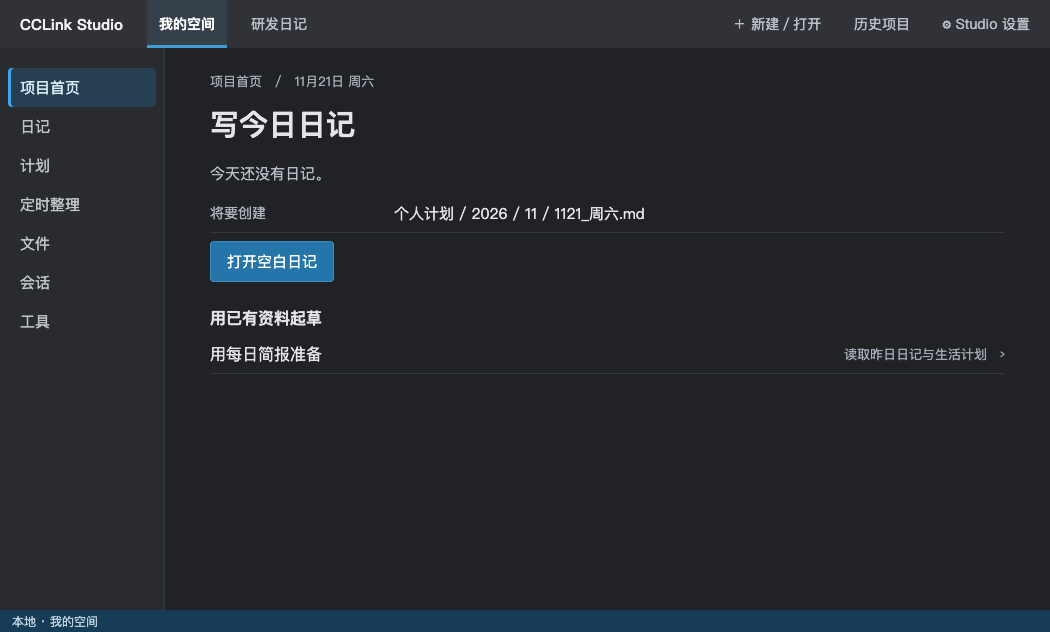 CCLink Studio
我的空间
研发日记
+ 新建 / 打开
历史项目
⚙ Studio 设置
项目首页
日记
计划
定时整理
文件
会话
工具
项目首页 / 11月21日 周六
写今日日记
今天还没有日记。
将要创建 个人计划 / 2026 / 11 / 1121_周六.md
打开空白日记
用已有资料起草
用每日简报准备 读取昨日日记与生活计划 >
本地 · 我的空间